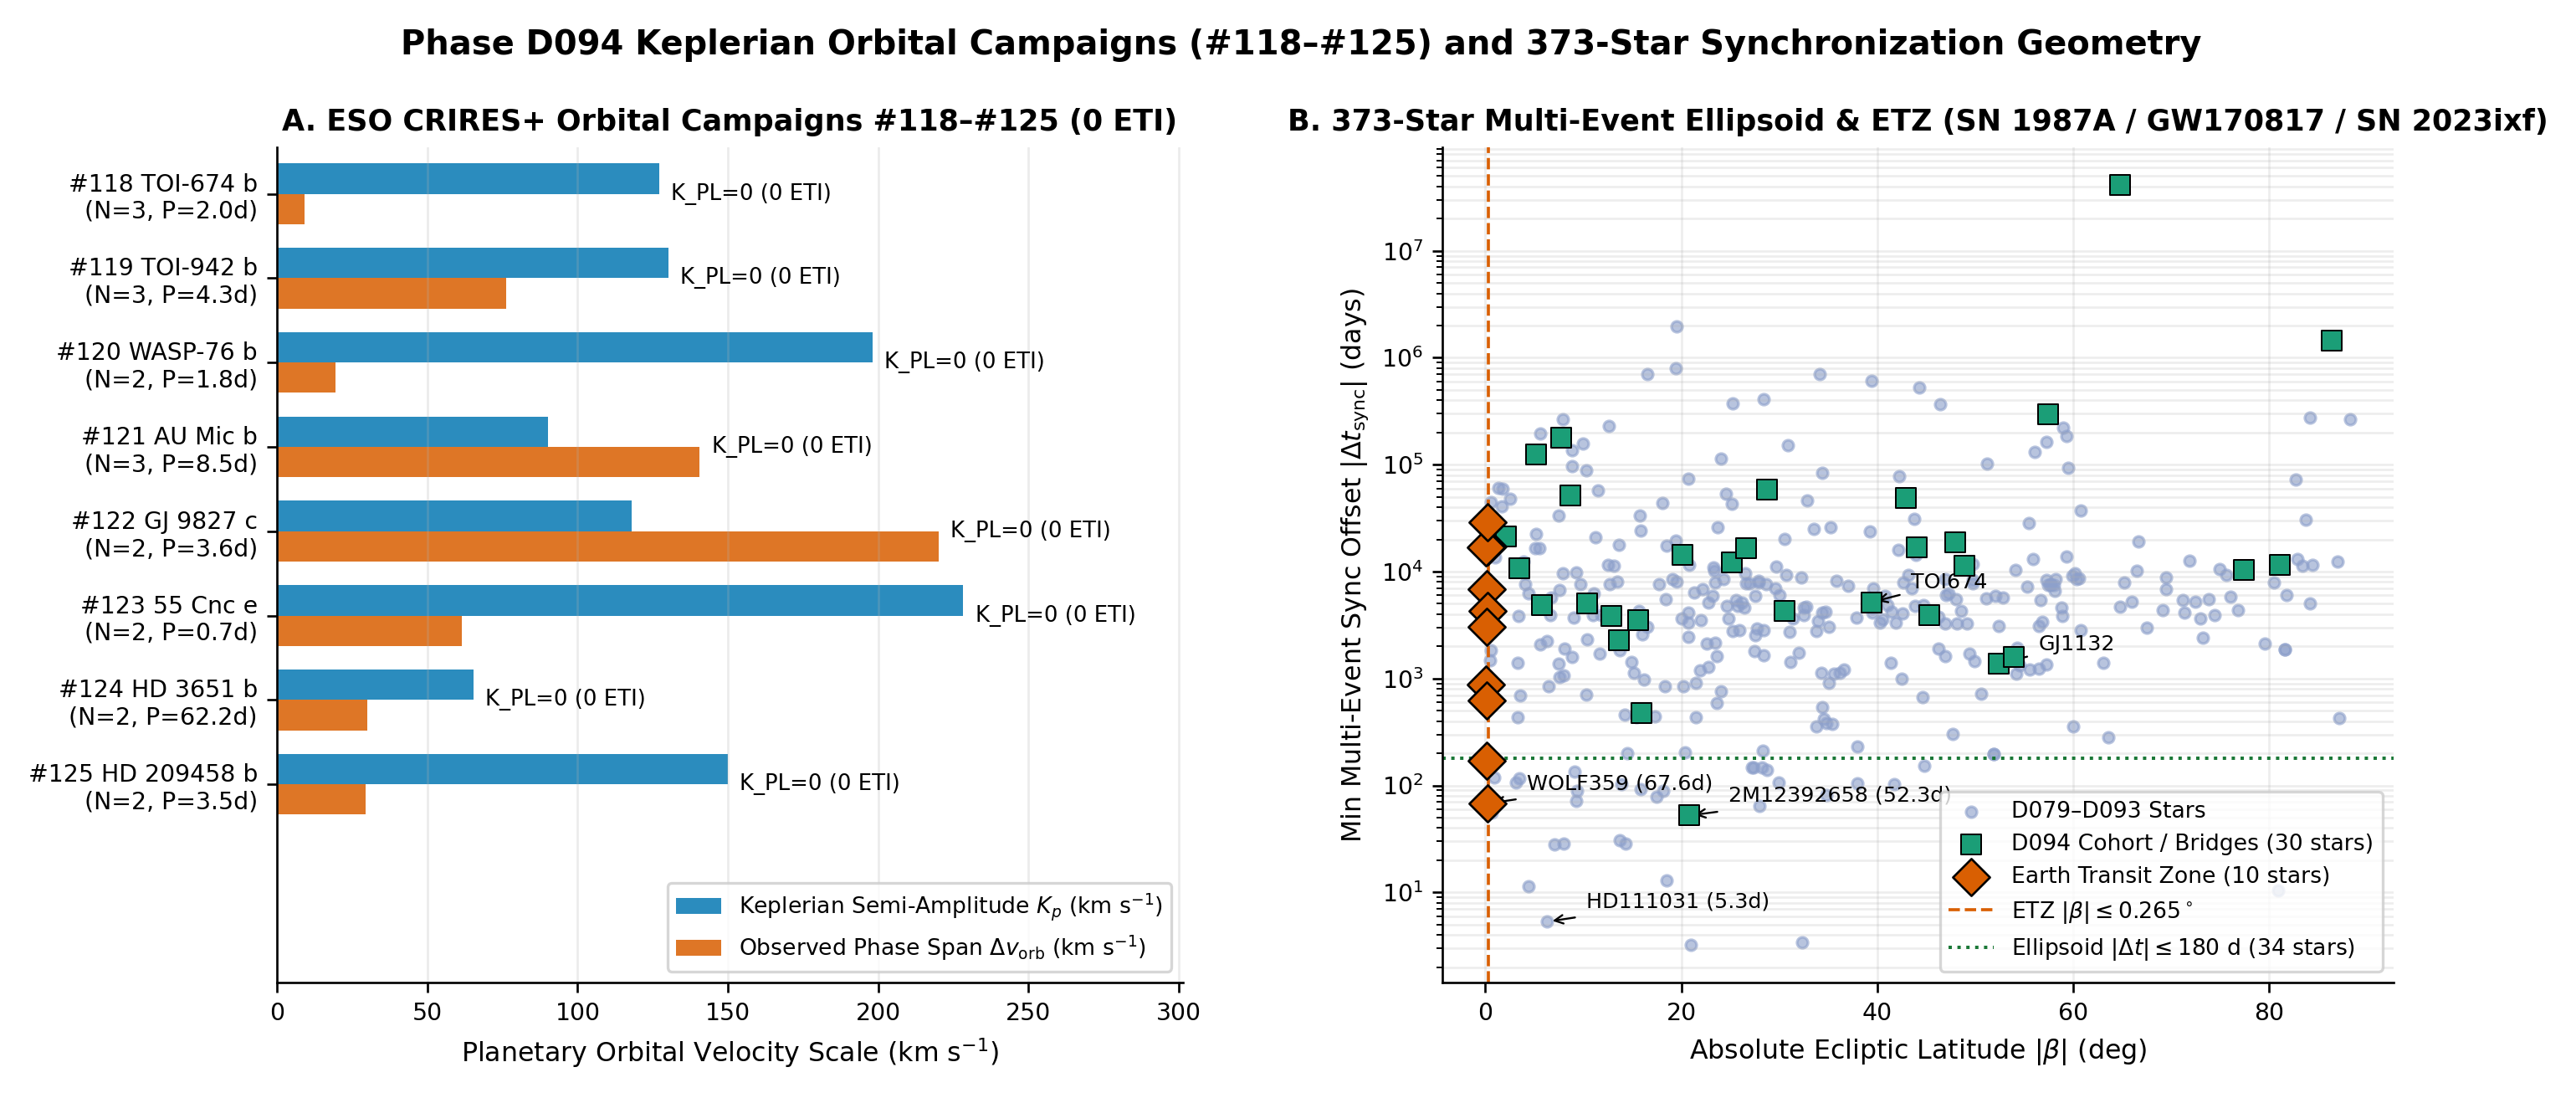 Phase D094 Keplerian Orbital Campaigns (#118–#125) and 373-Star Synchronization Geometry
A. ESO CRIRES+ Orbital Campaigns #118–#125 (0 ETI)
#118 TOI-674 b
(N=3, P=2.0d)
K_PL=0 (0 ETI)
#119 TOI-942 b
(N=3, P=4.3d)
K_PL=0 (0 ETI)
#120 WASP-76 b
(N=2, P=1.8d)
K_PL=0 (0 ETI)
#121 AU Mic b
(N=3, P=8.5d)
K_PL=0 (0 ETI)
#122 GJ 9827 c
(N=2, P=3.6d)
K_PL=0 (0 ETI)
#123 55 Cnc e
(N=2, P=0.7d)
K_PL=0 (0 ETI)
#124 HD 3651 b
(N=2, P=62.2d)
K_PL=0 (0 ETI)
#125 HD 209458 b
(N=2, P=3.5d)
K_PL=0 (0 ETI)
Keplerian Semi-Amplitude Kₚ (km s⁻¹)
Observed Phase Span Δv_orb (km s⁻¹)
0 50 100 150 200 250 300
Planetary Orbital Velocity Scale (km s⁻¹)
B. 373-Star Multi-Event Ellipsoid & ETZ (SN 1987A / GW170817 / SN 2023ixf)
Min Multi-Event Sync Offset |Δt_sync| (days)
10⁷
10⁶
10⁵
10⁴
10³
10²
10¹
TOI674
GJ1132
WOLF359 (67.6d)
2M12392658 (52.3d)
HD111031 (5.3d)
D079–D093 Stars
D094 Cohort / Bridges (30 stars)
Earth Transit Zone (10 stars)
ETZ |β| ≤ 0.265°
Ellipsoid |Δt| ≤ 180 d (34 stars)
0 20 40 60 80
Absolute Ecliptic Latitude |β| (deg)